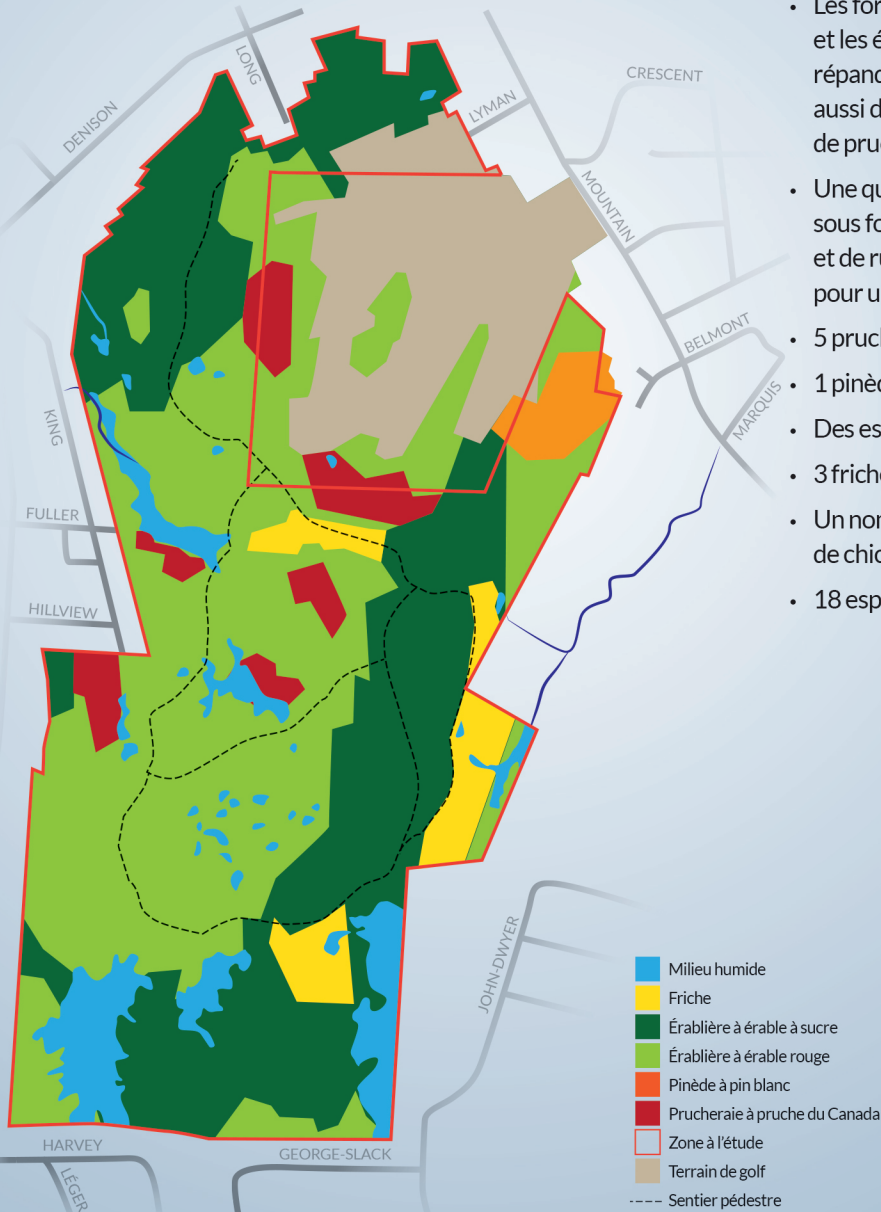 LONG
DENISON
LYMAN
CRESCENT
MOUNTAIN
BELMONT
MARQUIS
KING
FULLER
HILLVIEW
JOHN-DWYER
HARVEY
LÉGER
GEORGE-SLACK
• Les for
et les é
répand
aussi d
de pru
• Une qu
sous fo
et de ru
pour u
• 5 pruc
• 1 pinè
• Des es
• 3 frich
• Un no
de chic
• 18 esp
Milieu humide
Friche
Érablière à érable à sucre
Érablière à érable rouge
Pinède à pin blanc
Prucheraie à pruche du Canada
Zone à l'étude
Terrain de golf
Sentier pédestre